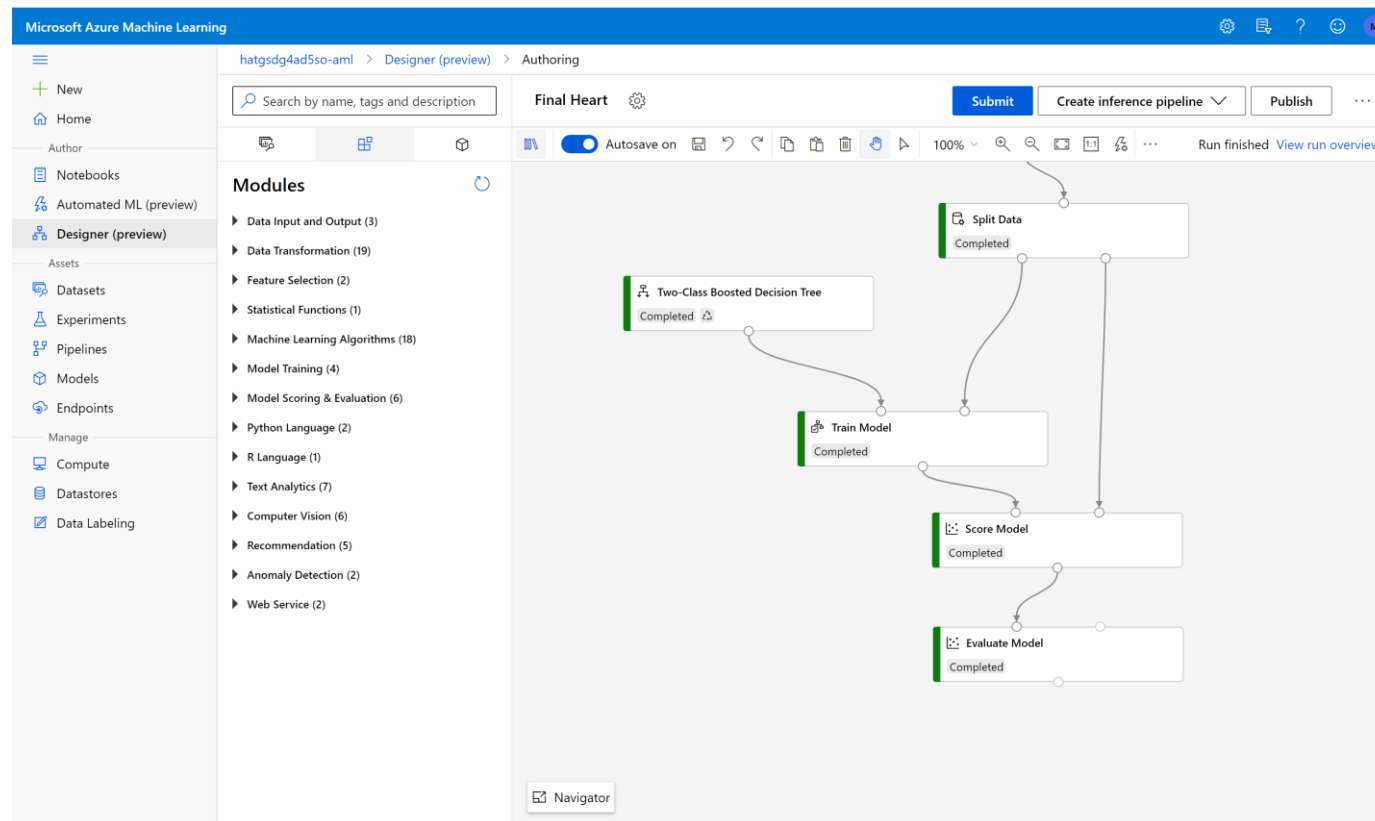 Microsoft Azure Machine Learning
hatgsdg4ad5so-aml > Designer (preview) > Authoring
New
Home
Author
Notebooks
Automated ML (preview)
Designer (preview)
Assets
Datasets
Experiments
Pipelines
Models
Endpoints
Manage
Compute
Datastores
Data Labeling
Search by name, tags and description
Modules
Data Input and Output (3)
Data Transformation (19)
Feature Selection (2)
Statistical Functions (1)
Machine Learning Algorithms (18)
Model Training (4)
Model Scoring & Evaluation (6)
Python Language (2)
R Language (1)
Text Analytics (7)
Computer Vision (6)
Recommendation (5)
Anomaly Detection (2)
Web Service (2)
Final Heart
Submit
Create inference pipeline
Publish
Autosave on
100%
1:1
Run finished View run overview
Split Data
Completed
Two-Class Boosted Decision Tree
Completed
Train Model
Completed
Score Model
Completed
Evaluate Model
Completed
Navigator